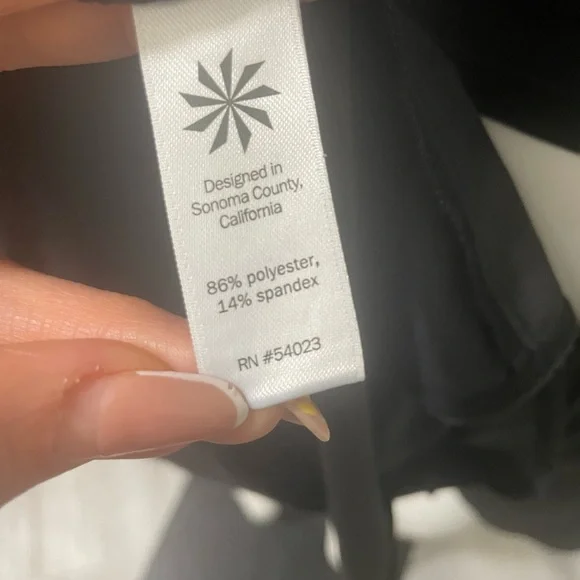 Designed in
Sonoma County,
California
86% polyester,
14% spandex
RN #54023